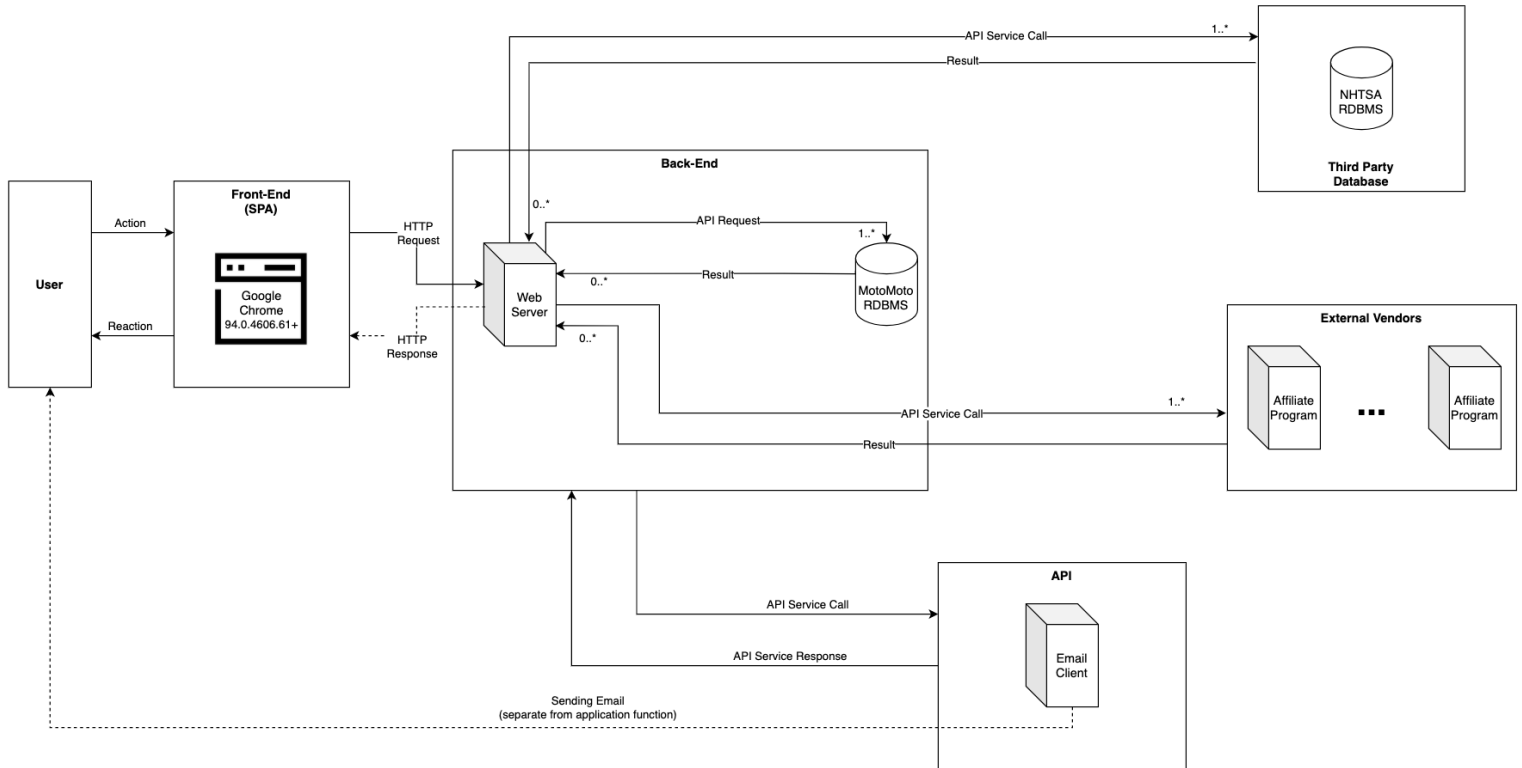 API Service Call
1..*
Result
NHTSA
RDBMS
Third Party
Database
Back-End
Front-End
(SPA)
Action
HTTP
Request
0..*
API Request
1..*
User
Google
Chrome
94.0.4606.61+
Web
Server
0..*
Result
MotoMoto
RDBMS
Reaction
HTTP
Response
0..*
External Vendors
Affiliate
Program
Affiliate
Program
1..*
API Service Call
Result
API
API Service Call
Email
Client
API Service Response
Sending Email
(separate from application function)